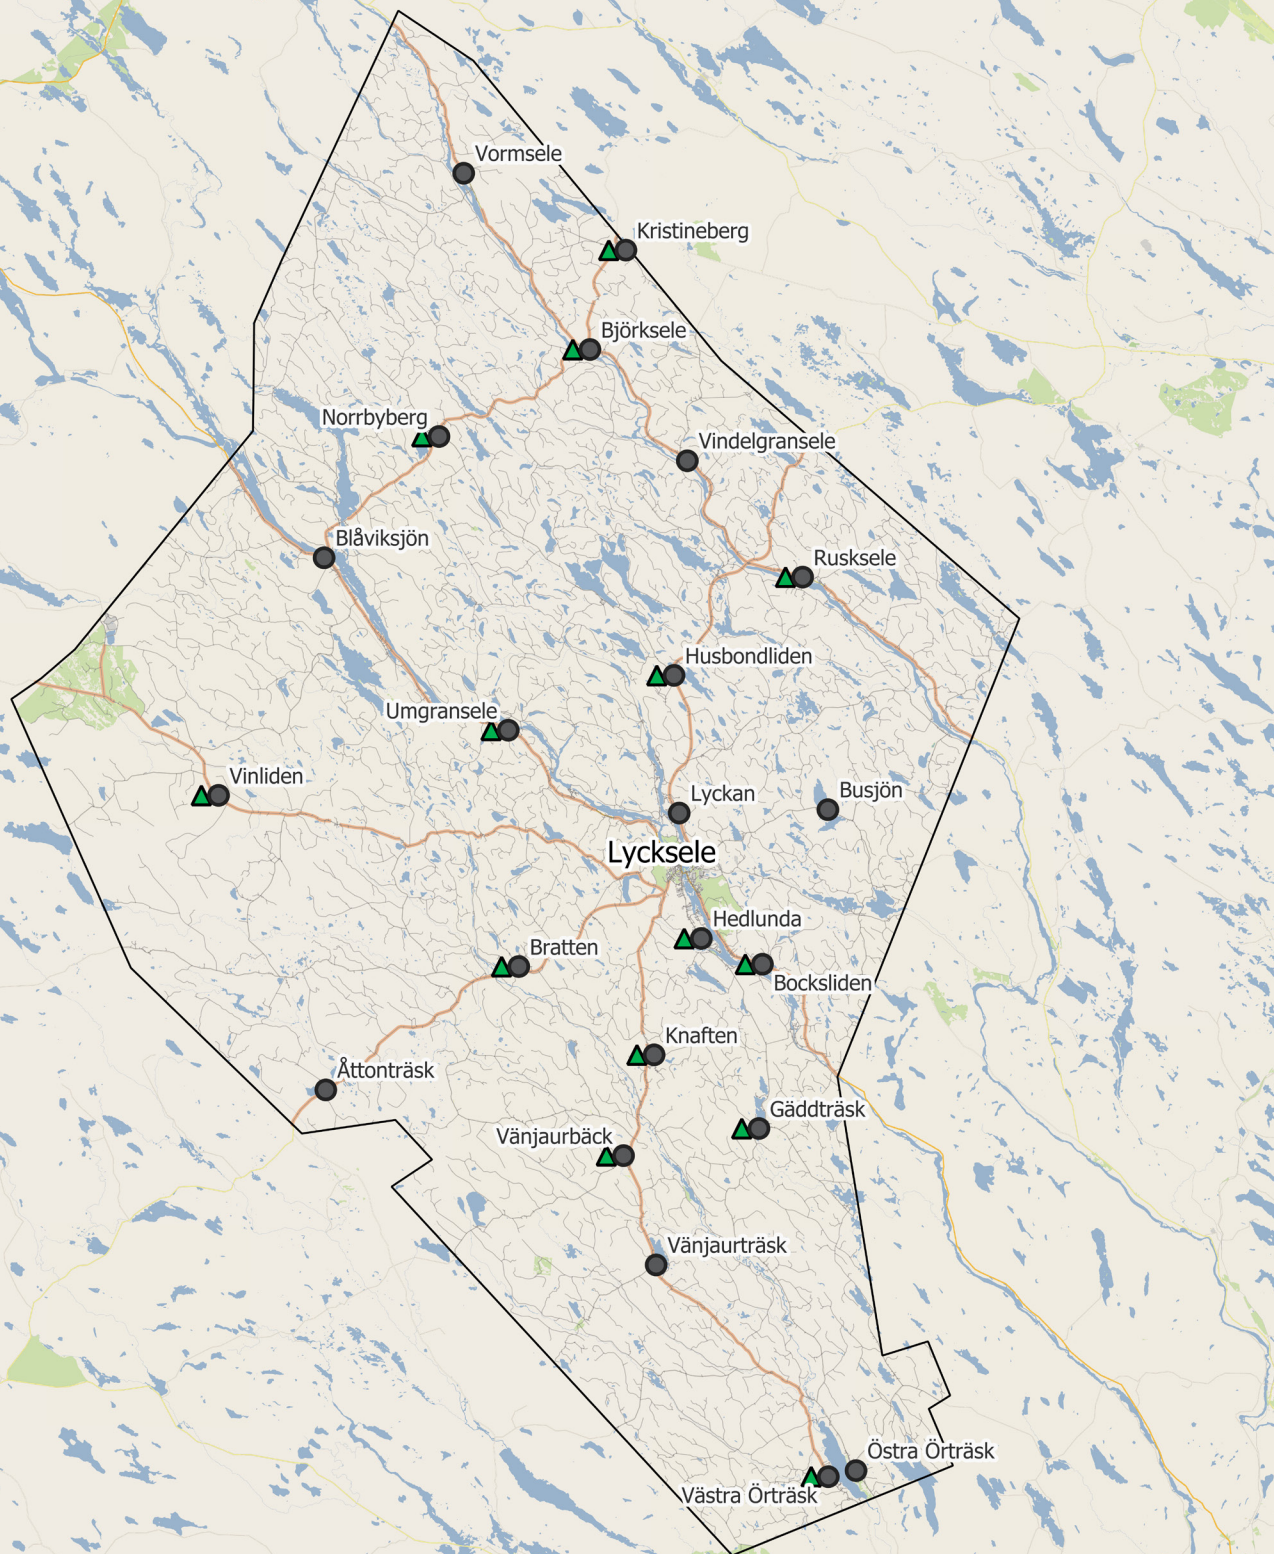 Vormsele
Kristineberg
Björksele
Norrbyberg
Vindelgransele
Blåviksjön
Rusksele
Husbondliden
Umgransele
Vinliden
Lyckan
Busjön
Lycksele
Hedlunda
Bratten
Bocksliden
Knaften
Åttonträsk
Gäddträsk
Vänjaurbäck
Vänjaurträsk
Östra Örträsk
Västra Örträsk